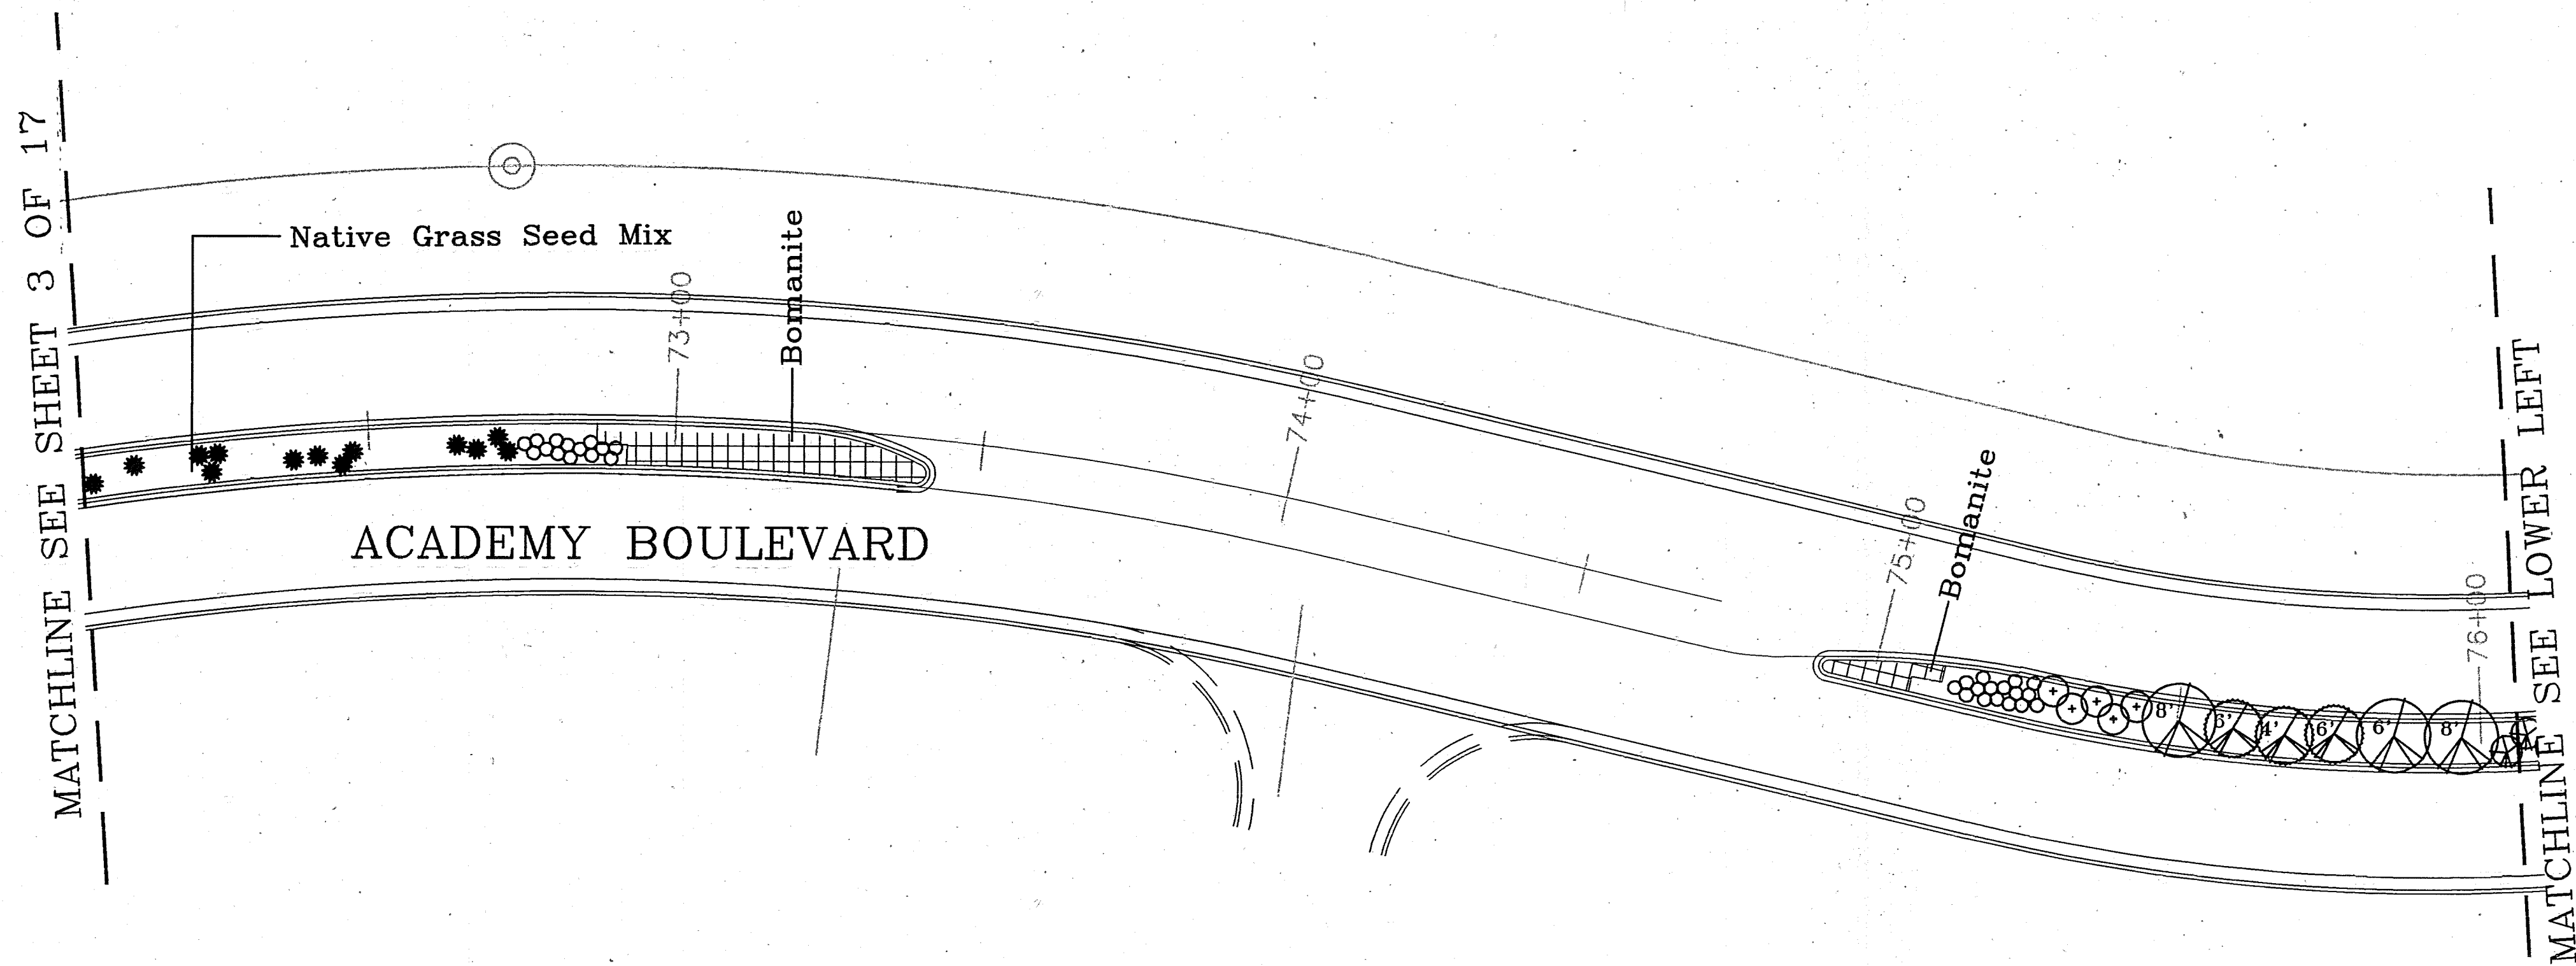 MATCHLINE SEE SHEET 3 OF 17
Native Grass Seed Mix
73+00
Bomanite
ACADEMY BOULEVARD
74+00
75+00
Bomanite
76+00
8'
6'
4'
6'
6'
8'
MATCHLINE SEE LOWER LEFT